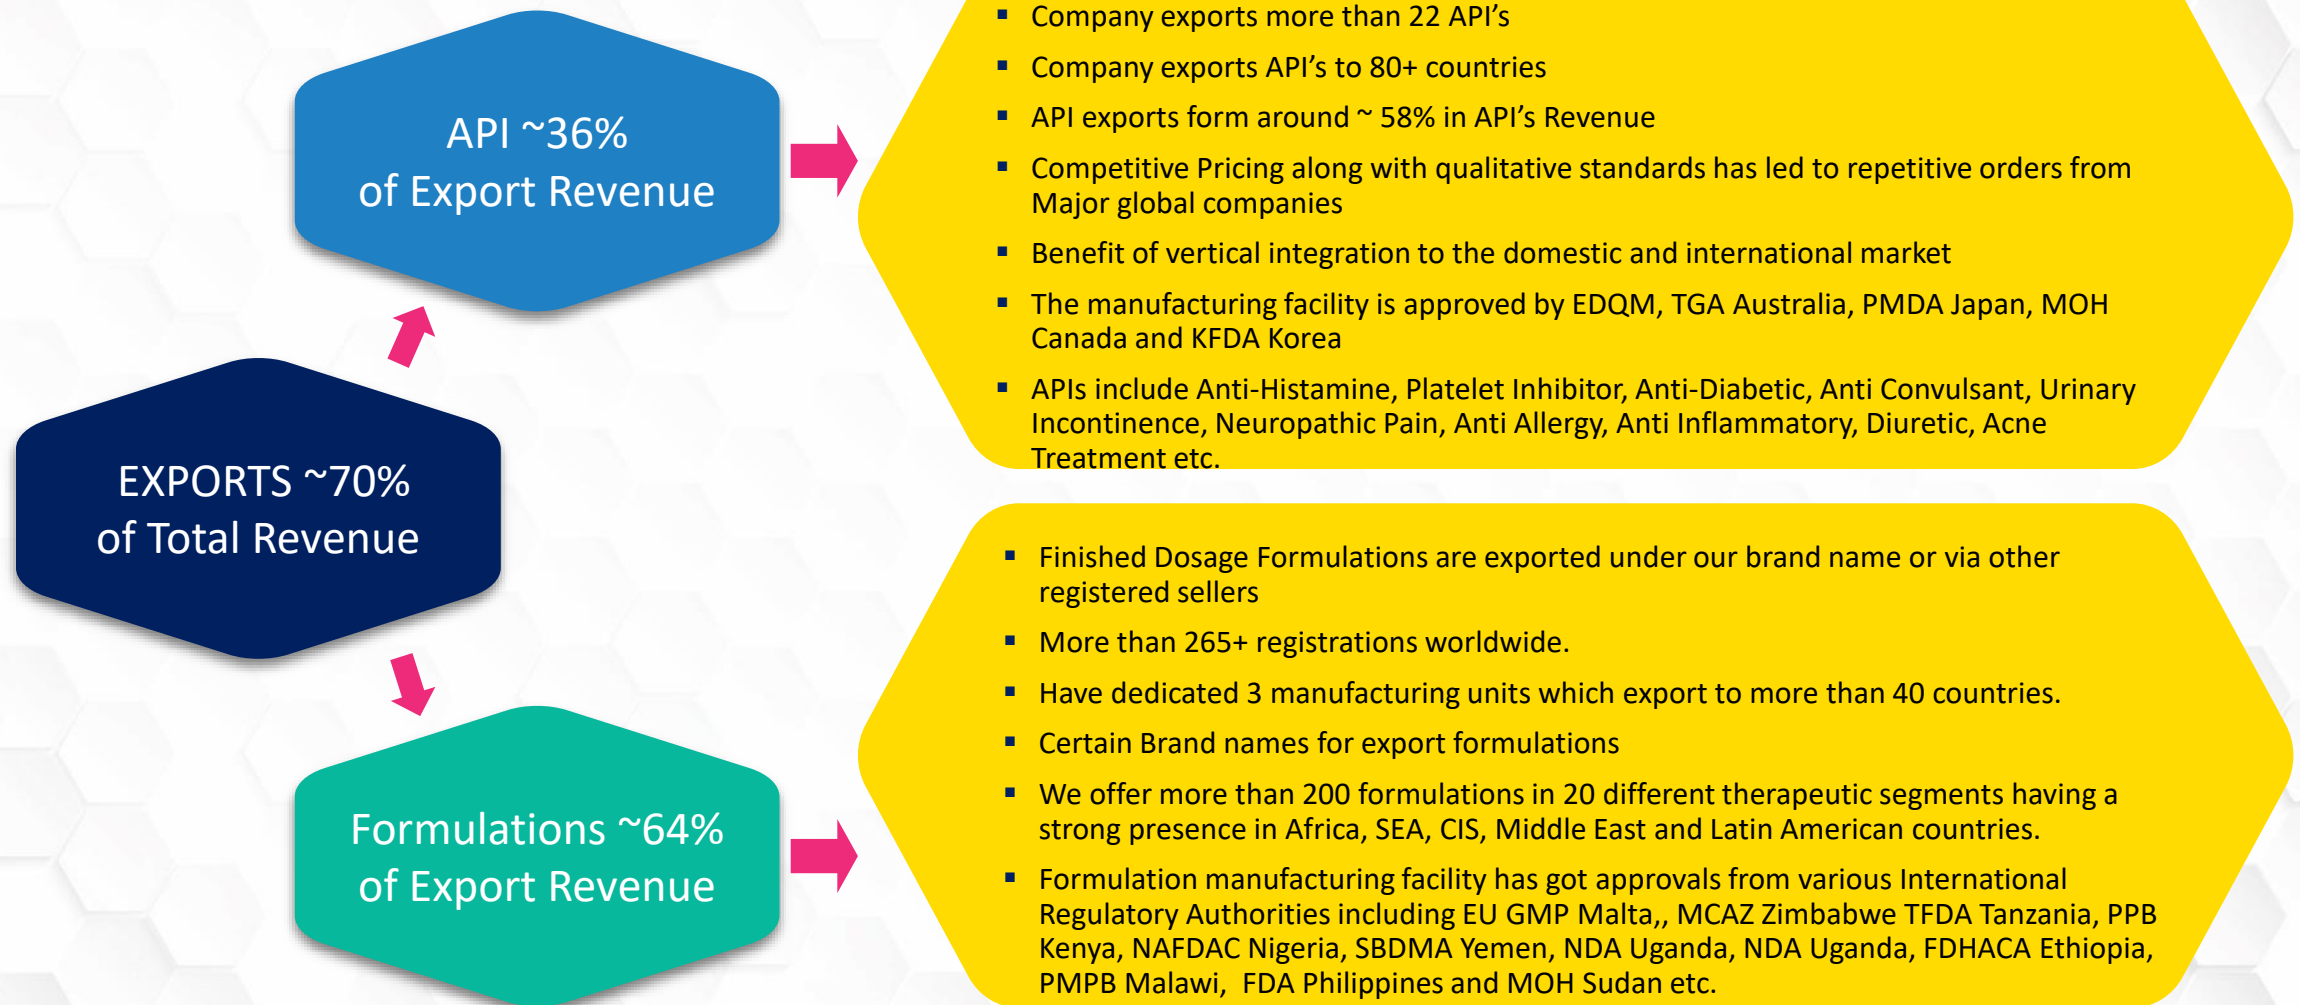 API ~36%
of Export Revenue
EXPORTS ~70%
of Total Revenue
Formulations ~64%
of Export Revenue
▪ Company exports more than 22 API’s
▪ Company exports API’s to 80+ countries
▪ API exports form around ~ 58% in API’s Revenue
▪ Competitive Pricing along with qualitative standards has led to repetitive orders from
Major global companies
▪ Benefit of vertical integration to the domestic and international market
▪ The manufacturing facility is approved by EDQM, TGA Australia, PMDA Japan, MOH
Canada and KFDA Korea
▪ APIs include Anti-Histamine, Platelet Inhibitor, Anti-Diabetic, Anti Convulsant, Urinary
Incontinence, Neuropathic Pain, Anti Allergy, Anti Inflammatory, Diuretic, Acne
Treatment etc.
▪ Finished Dosage Formulations are exported under our brand name or via other
registered sellers
▪ More than 265+ registrations worldwide.
▪ Have dedicated 3 manufacturing units which export to more than 40 countries.
▪ Certain Brand names for export formulations
▪ We offer more than 200 formulations in 20 different therapeutic segments having a
strong presence in Africa, SEA, CIS, Middle East and Latin American countries.
▪ Formulation manufacturing facility has got approvals from various International
Regulatory Authorities including EU GMP Malta,, MCAZ Zimbabwe TFDA Tanzania, PPB
Kenya, NAFDAC Nigeria, SBDMA Yemen, NDA Uganda, NDA Uganda, FDHACA Ethiopia,
PMPB Malawi, FDA Philippines and MOH Sudan etc.